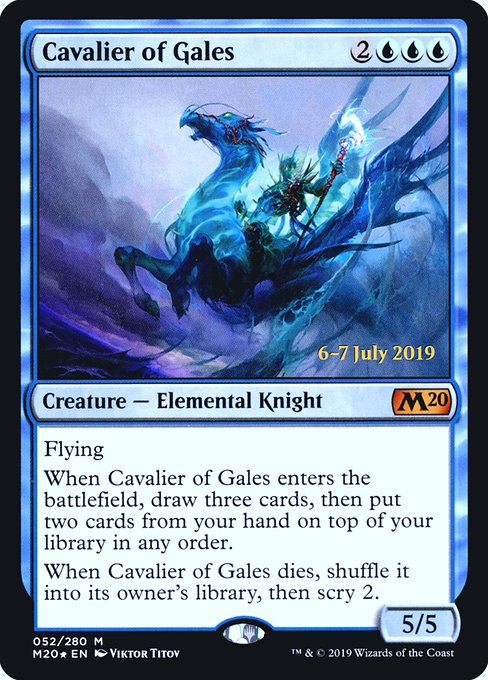 Cavalier of Gales 2
6–7 July 2019
Creature — Elemental Knight M20
Flying
When Cavalier of Gales enters the
battlefield, draw three cards, then put
two cards from your hand on top of your
library in any order.
When Cavalier of Gales dies, shuffle it
into its owner's library, then scry 2.
5/5
052/280 M
M20★EN Viktor Titov ™ & © 2019 Wizards of the Coast